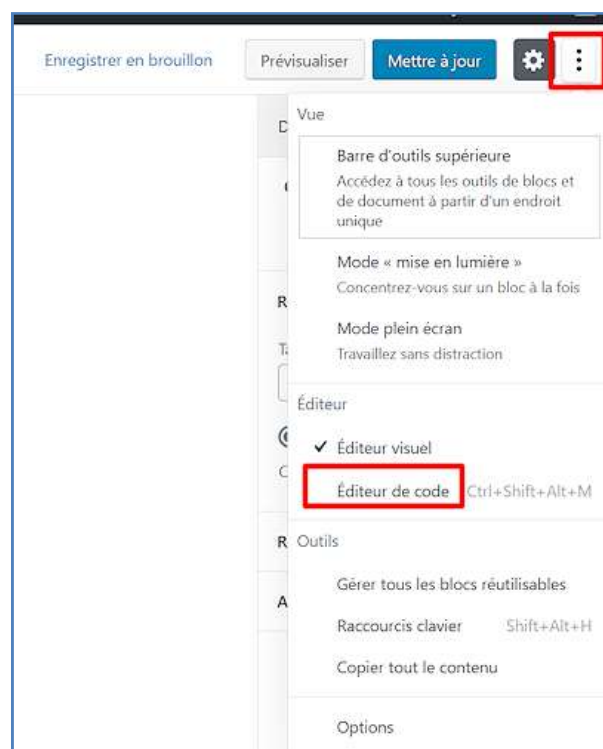 Enregistrer en brouillon Prévisualiser Mettre à jour
Vue
D
Barre d'outils supérieure
Accédez à tous les outils de blocs et
de document à partir d'un endroit
unique
Mode « mise en lumière »
Concentrez-vous sur un bloc à la fois
R
Mode plein écran
Ta
Travaillez sans distraction
Éditeur
✓ Éditeur visuel
C
Éditeur de code Ctrl+Shift+Alt+M
R Outils
Gérer tous les blocs réutilisables
A
Raccourcis clavier Shift+Alt+H
Copier tout le contenu
Options